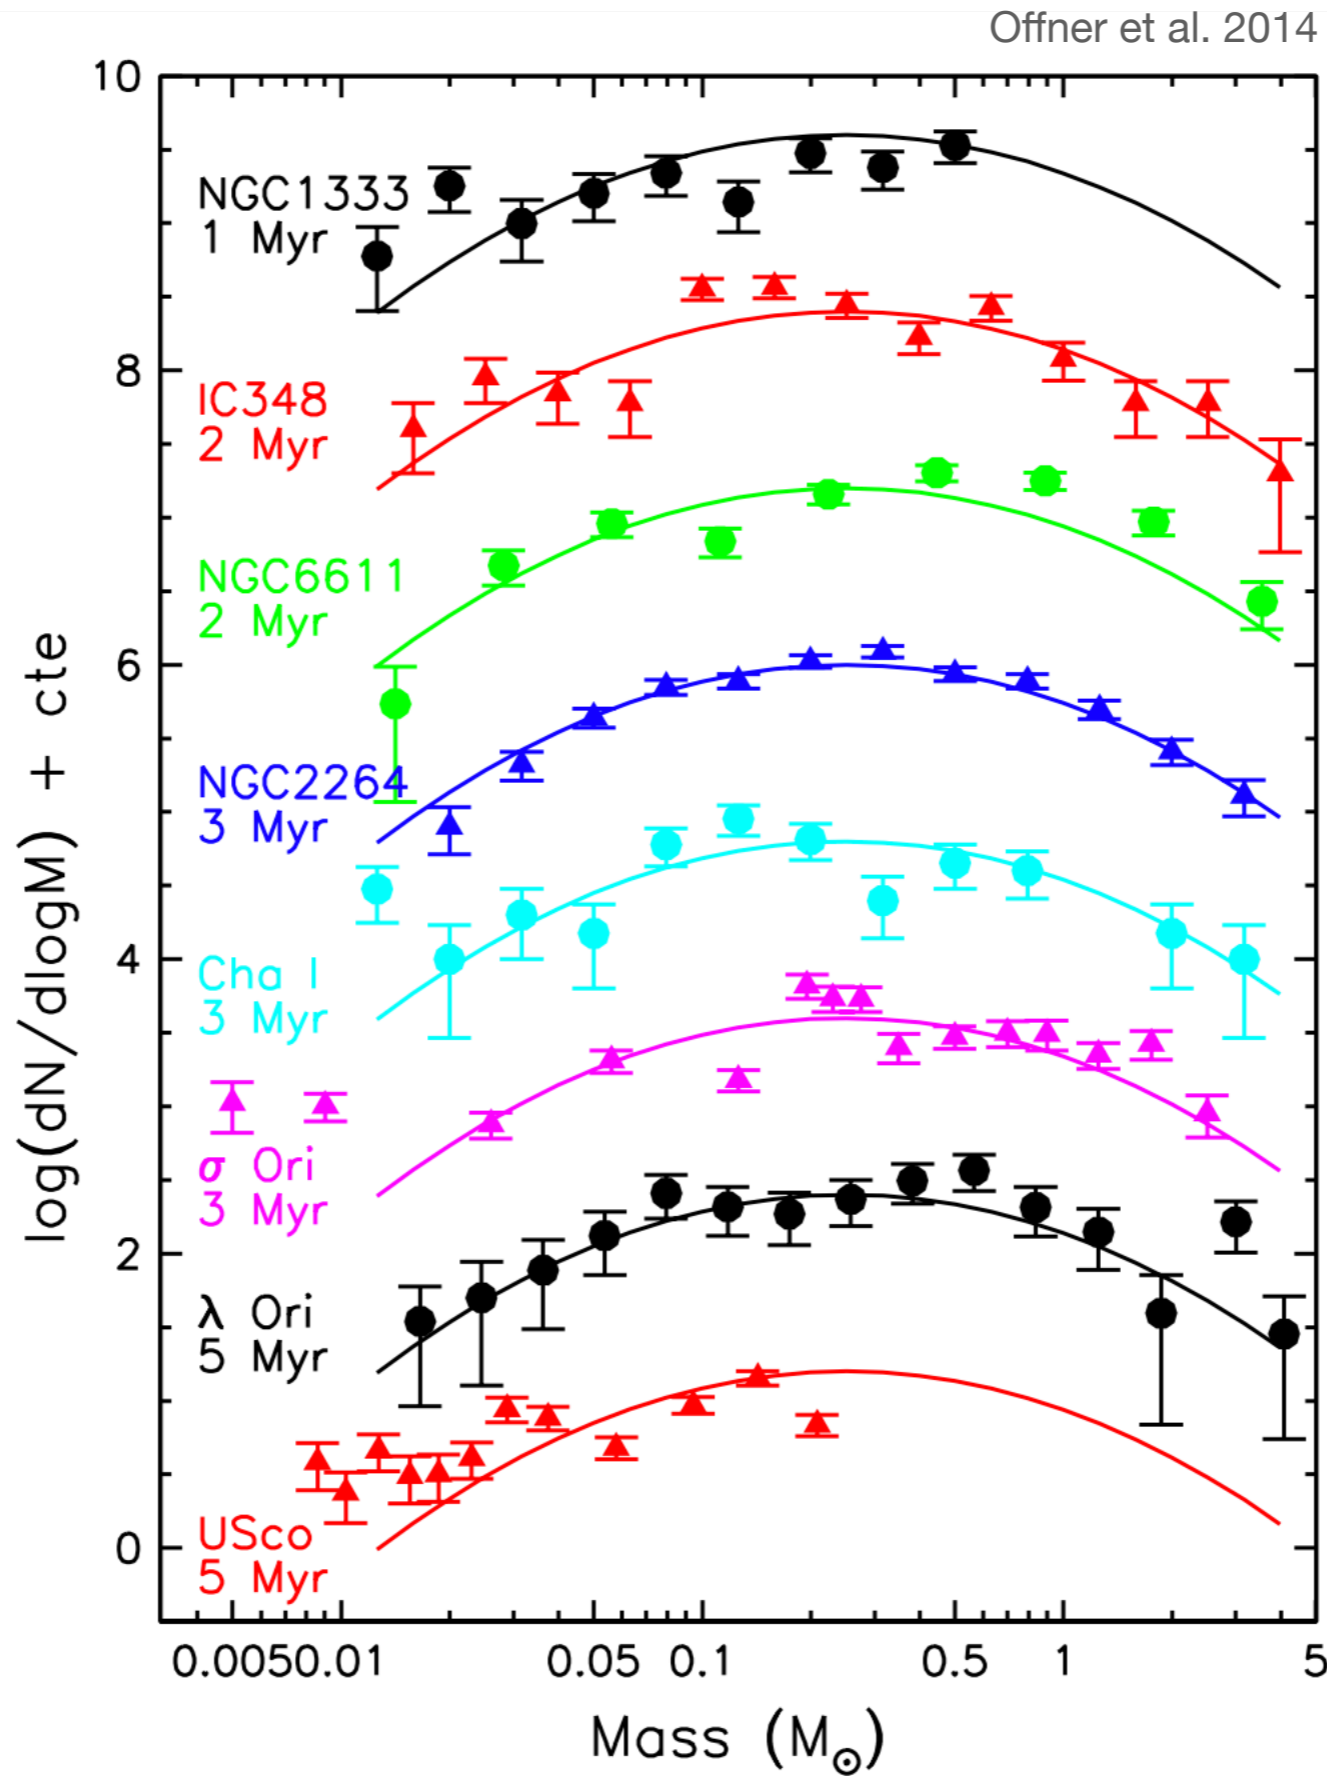 Offner et al. 2014
10
NGC1333
1 Myr
8
IC348
2 Myr
NGC6611
2 Myr
6
NGC2264
3 Myr
4
Cha I
3 Myr
σ Ori
3 Myr
2
λ Ori
5 Myr
0
USco
5 Myr
log(dN/dlogM) + cte
0.005 0.01 0.05 0.1 0.5 1 5
Mass (M⊙)